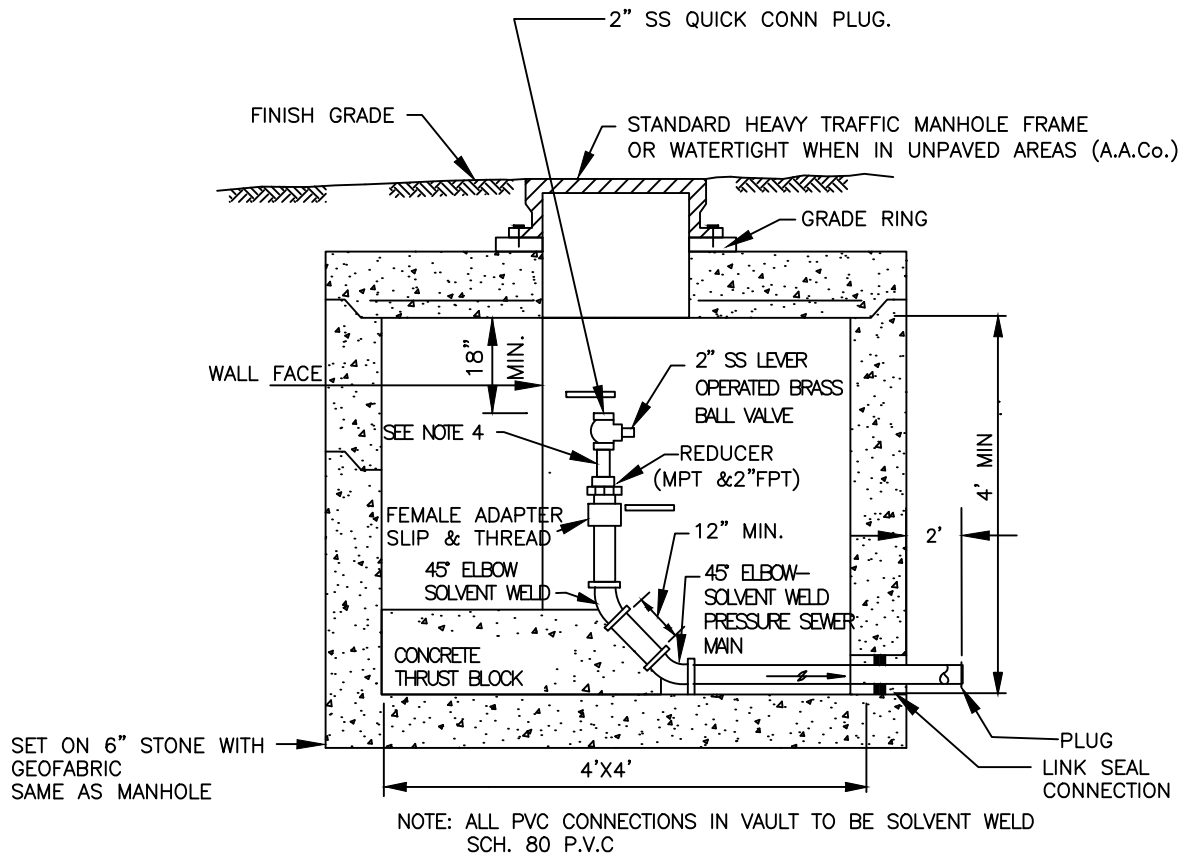 2” SS QUICK CONN PLUG.
FINISH GRADE
STANDARD HEAVY TRAFFIC MANHOLE FRAME
OR WATERTIGHT WHEN IN UNPAVED AREAS (A.A.Co.)
GRADE RING
18”
MIN.
WALL FACE
2” SS LEVER
OPERATED BRASS
BALL VALVE
SEE NOTE 4
REDUCER
(MPT &2”FPT)
4’ MIN
FEMALE ADAPTER
SLIP & THREAD
12” MIN.
2'
45° ELBOW
SOLVENT WELD
45° ELBOW–
SOLVENT WELD
PRESSURE SEWER
MAIN
CONCRETE
THRUST BLOCK
SET ON 6” STONE WITH
GEOFABRIC
SAME AS MANHOLE
4’X4’
PLUG
LINK SEAL
CONNECTION
NOTE: ALL PVC CONNECTIONS IN VAULT TO BE SOLVENT WELD
SCH. 80 P.V.C